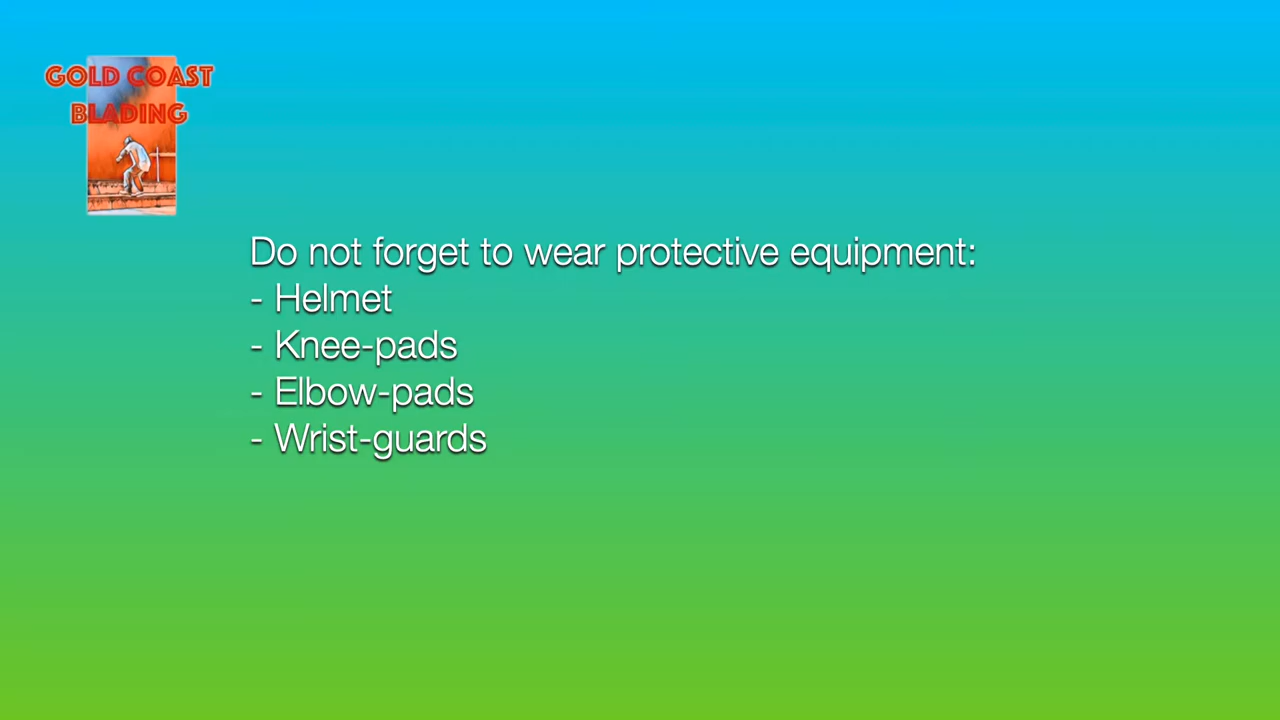 GOLD COAST
BLADING
Do not forget to wear protective equipment:
- Helmet
- Knee-pads
- Elbow-pads
- Wrist-guards